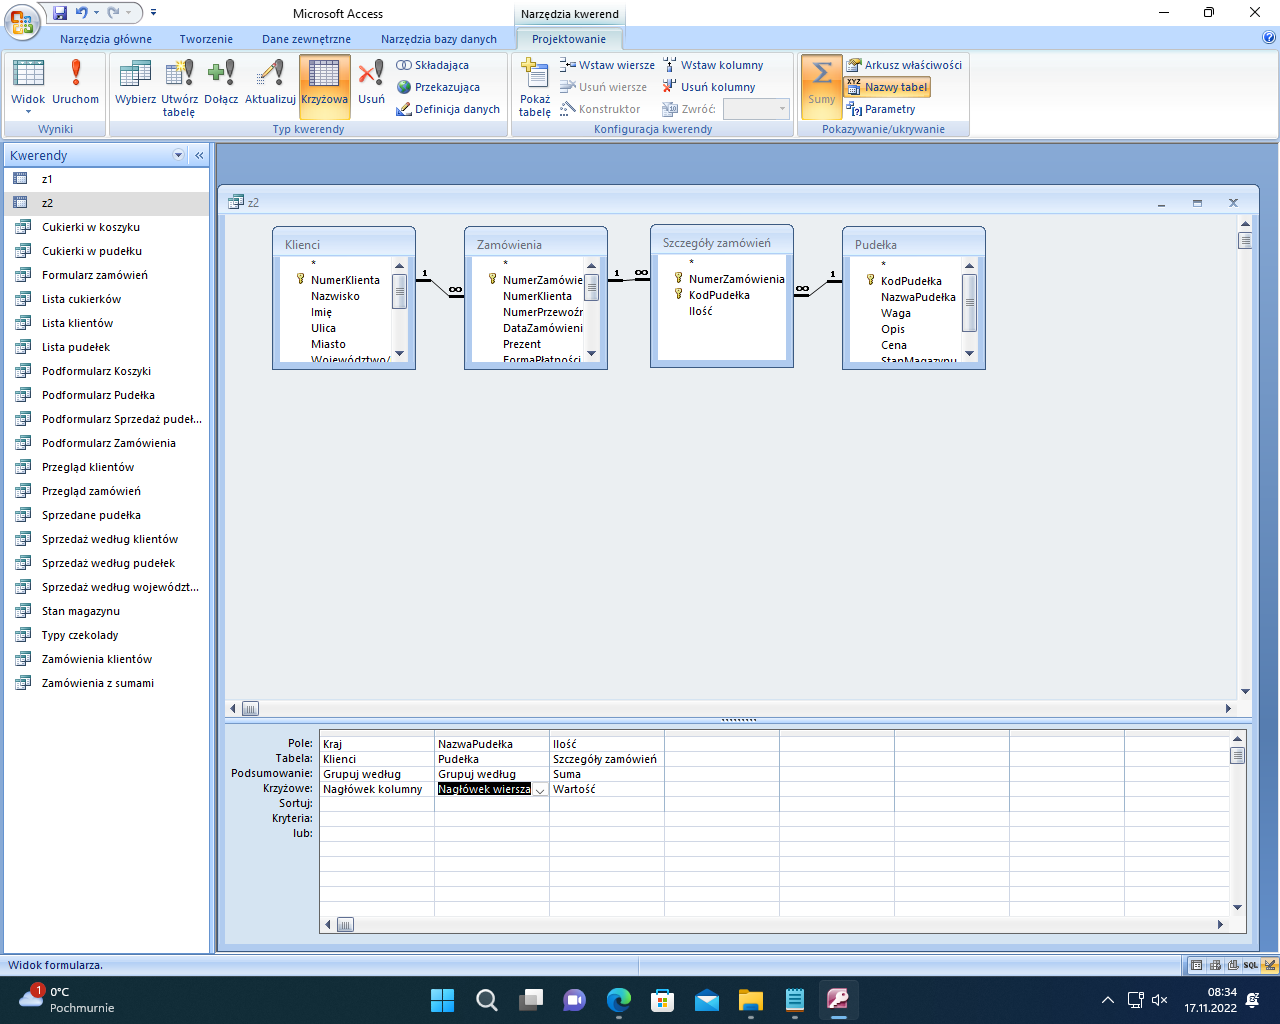 Microsoft Access
Narzędzia kwerend
Narzędzia główne
Tworzenie
Dane zewnętrzne
Narzędzia bazy danych
Projektowanie
Widok
Uruchom
Wyniki
Wybierz
Utwórz tabelę
Dołącz
Aktualizuj
Krzyżowa
Usuń
Składająca
Przekazująca
Definicja danych
Typ kwerendy
Pokaż tabelę
Wstaw wiersze
Usuń wiersze
Konstruktor
Wstaw kolumny
Usuń kolumny
Zwróć:
Konfiguracja kwerendy
Sumy
Arkusz właściwości
XYZ Nazwy tabel
Parametry
Pokazywanie/ukrywanie
Kwerendy
z1
z2
Cukierki w koszyku
Cukierki w pudełku
Formularz zamówień
Lista cukierków
Lista klientów
Lista pudełek
Podformularz Koszyki
Podformularz Pudełka
Podformularz Sprzedaż pudeł...
Podformularz Zamówienia
Przegląd klientów
Przegląd zamówień
Sprzedane pudełka
Sprzedaż według klientów
Sprzedaż według pudełek
Sprzedaż według województ...
Stan magazynu
Typy czekolady
Zamówienia klientów
Zamówienia z sumami
z2
Klienci
*
NumerKlienta
Nazwisko
Imię
Ulica
Miasto
Województwo/
1
∞
Zamówienia
*
NumerZamówie
NumerKlienta
NumerPrzewoźr
DataZamówieni
Prezent
FormaPłatności
1
∞
Szczegóły zamówień
*
NumerZamówienia
KodPudełka
Ilość
∞
1
Pudełka
*
KodPudełka
NazwaPudełka
Waga
Opis
Cena
StanMagazynu
Pole: Kraj NazwaPudełka Ilość
Tabela: Klienci Pudełka Szczegóły zamówień
Podsumowanie: Grupuj według Grupuj według Suma
Krzyżowe: Nagłówek kolumny Nagłówek wiersza Wartość
Sortuj:
Kryteria:
lub:
Widok formularza.
SQL
1
0°C
Pochmurnie
08:34
17.11.2022